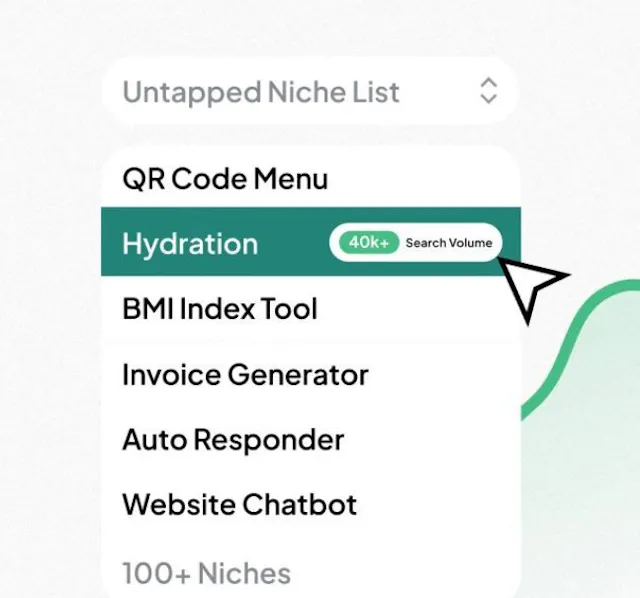 Untapped Niche List
QR Code Menu
Hydration 40k+ Search Volume
BMI Index Tool
Invoice Generator
Auto Responder
Website Chatbot
100+ Niches